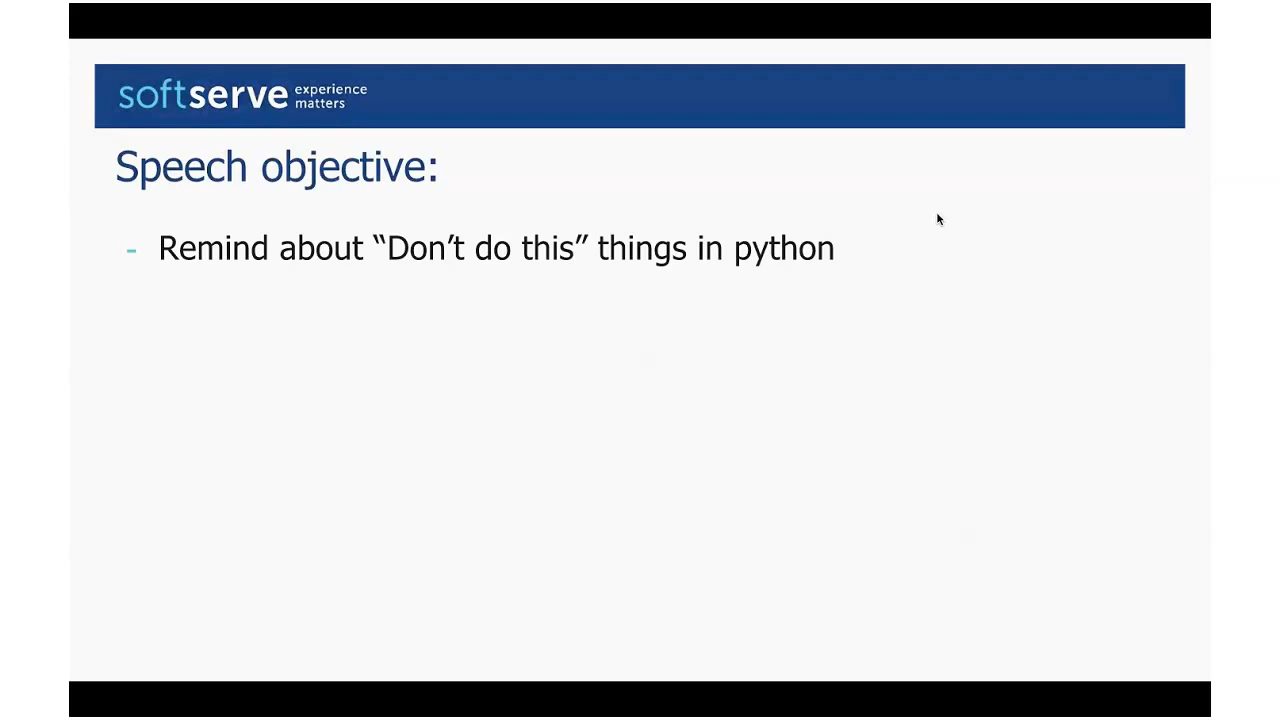 softserve experience matters
Speech objective:
- Remind about “Don’t do this” things in python